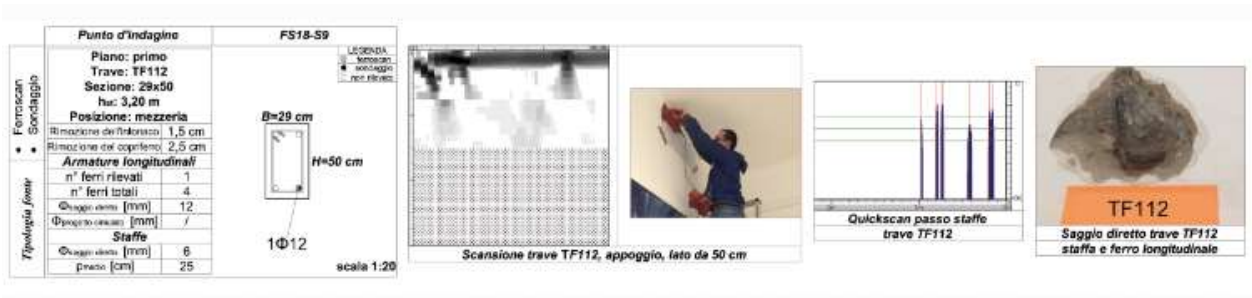 Punto d'indagine
FS18-S9
Ferroscan
Sondaggio
Piano: primo
Trave: TF112
Sezione: 29x50
3,20 m
Posizione: mezzeria
Rimozione dell'intonaco 1,5 cm
Rimozione del copriferro 2,5 cm
Tipologia fonte
Armature longitudinali
n° ferri rilevati 1
n° ferri totali 4
Φsaggio diretto [mm] 12
Φprogetto simulato [mm] /
Staffe
Φsaggio diretto [mm] 6
pmedio [cm] 25
LEGENDA
ferroscan
sondaggio
non rilevato
B=29 cm
H=50 cm
1Φ12
scala 1:20
Scansione trave TF112, appoggio, lato da 50 cm
Quickscan passo staffe
trave TF112
TF112
Saggio diretto trave TF112
staffa e ferro longitudinale